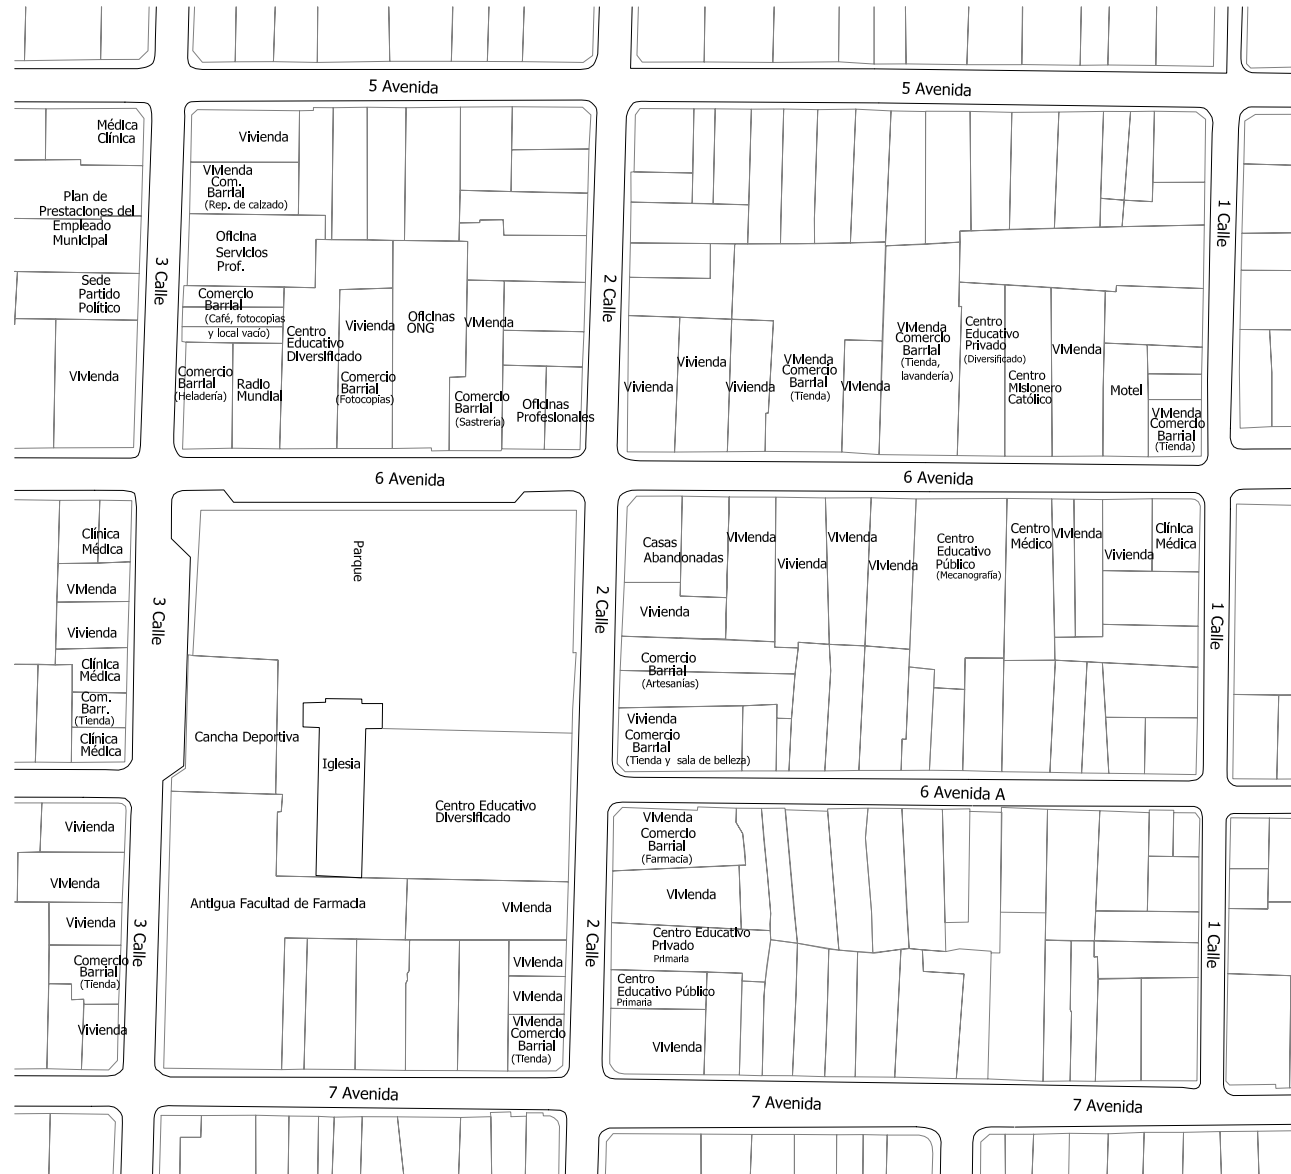 5 Avenida
5 Avenida
Médica
Clínica
Plan de
Prestaciones del
Empleado
Municipal
Sede
Partido
Político
Vivienda
3 Calle
Vivienda
Vivienda
Com.
Barrial
(Rep. de calzado)
Oficina
Servicios
Prof.
Comercio
Barrial
(Café, fotocopias
y local vacío)
Comercio
Barrial
(Heladería)
Radio
Mundial
Centro
Educativo
Diversificado
Vivienda
Comercio
Barrial
(Fotocopias)
Oficinas
ONG
Vivienda
Comercio
Barrial
(Sastrería)
Oficinas
Profesionales
2 Calle
Vivienda
Vivienda
Vivienda
Vivienda
Comercio
Barrial
(Tienda)
Vivienda
Vivienda
Comercio
Barrial
(Tienda,
lavandería)
Centro
Educativo
Privado
(Diversificado)
Centro
Misionero
Católico
Vivienda
Motel
Vivienda
Comercio
Barrial
(Tienda)
1 Calle
6 Avenida
6 Avenida
Clínica
Médica
Vivienda
Vivienda
Clínica
Médica
Com.
Barr.
(Tienda)
Clínica
Médica
3 Calle
Parque
Cancha Deportiva
Iglesia
Centro Educativo
Diversificado
Antigua Facultad de Farmacia
Vivienda
Vivienda
Vivienda
Vivienda
Comercio
Barrial
(Tienda)
2 Calle
Casas
Abandonadas
Vivienda
Vivienda
Vivienda
Vivienda
Centro
Educativo
Público
(Mecanografía)
Centro
Médico
Vivienda
Vivienda
Clínica
Médica
Vivienda
Comercio
Barrial
(Artesanías)
Vivienda
Comercio
Barrial
(Tienda y sala de belleza)
1 Calle
6 Avenida A
Vivienda
Vivienda
Vivienda
Comercio
Barrial
(Tienda)
Vivienda
3 Calle
2 Calle
Vivienda
Comercio
Barrial
(Farmacia)
Vivienda
Centro Educativo
Privado
Primaria
Centro
Educativo Público
Primaria
Vivienda
1 Calle
7 Avenida
7 Avenida
7 Avenida